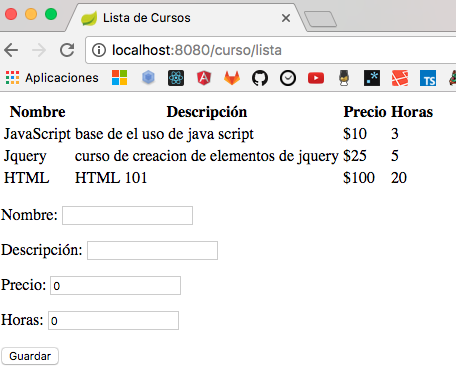 Lista de Cursos
localhost:8080/curso/lista
Aplicaciones
Nombre Descripción Precio Horas
JavaScript base de el uso de java script $10 3
Jquery curso de creacion de elementos de jquery $25 5
HTML HTML 101 $100 20
Nombre:
Descripción:
Precio: 0
Horas: 0
Guardar